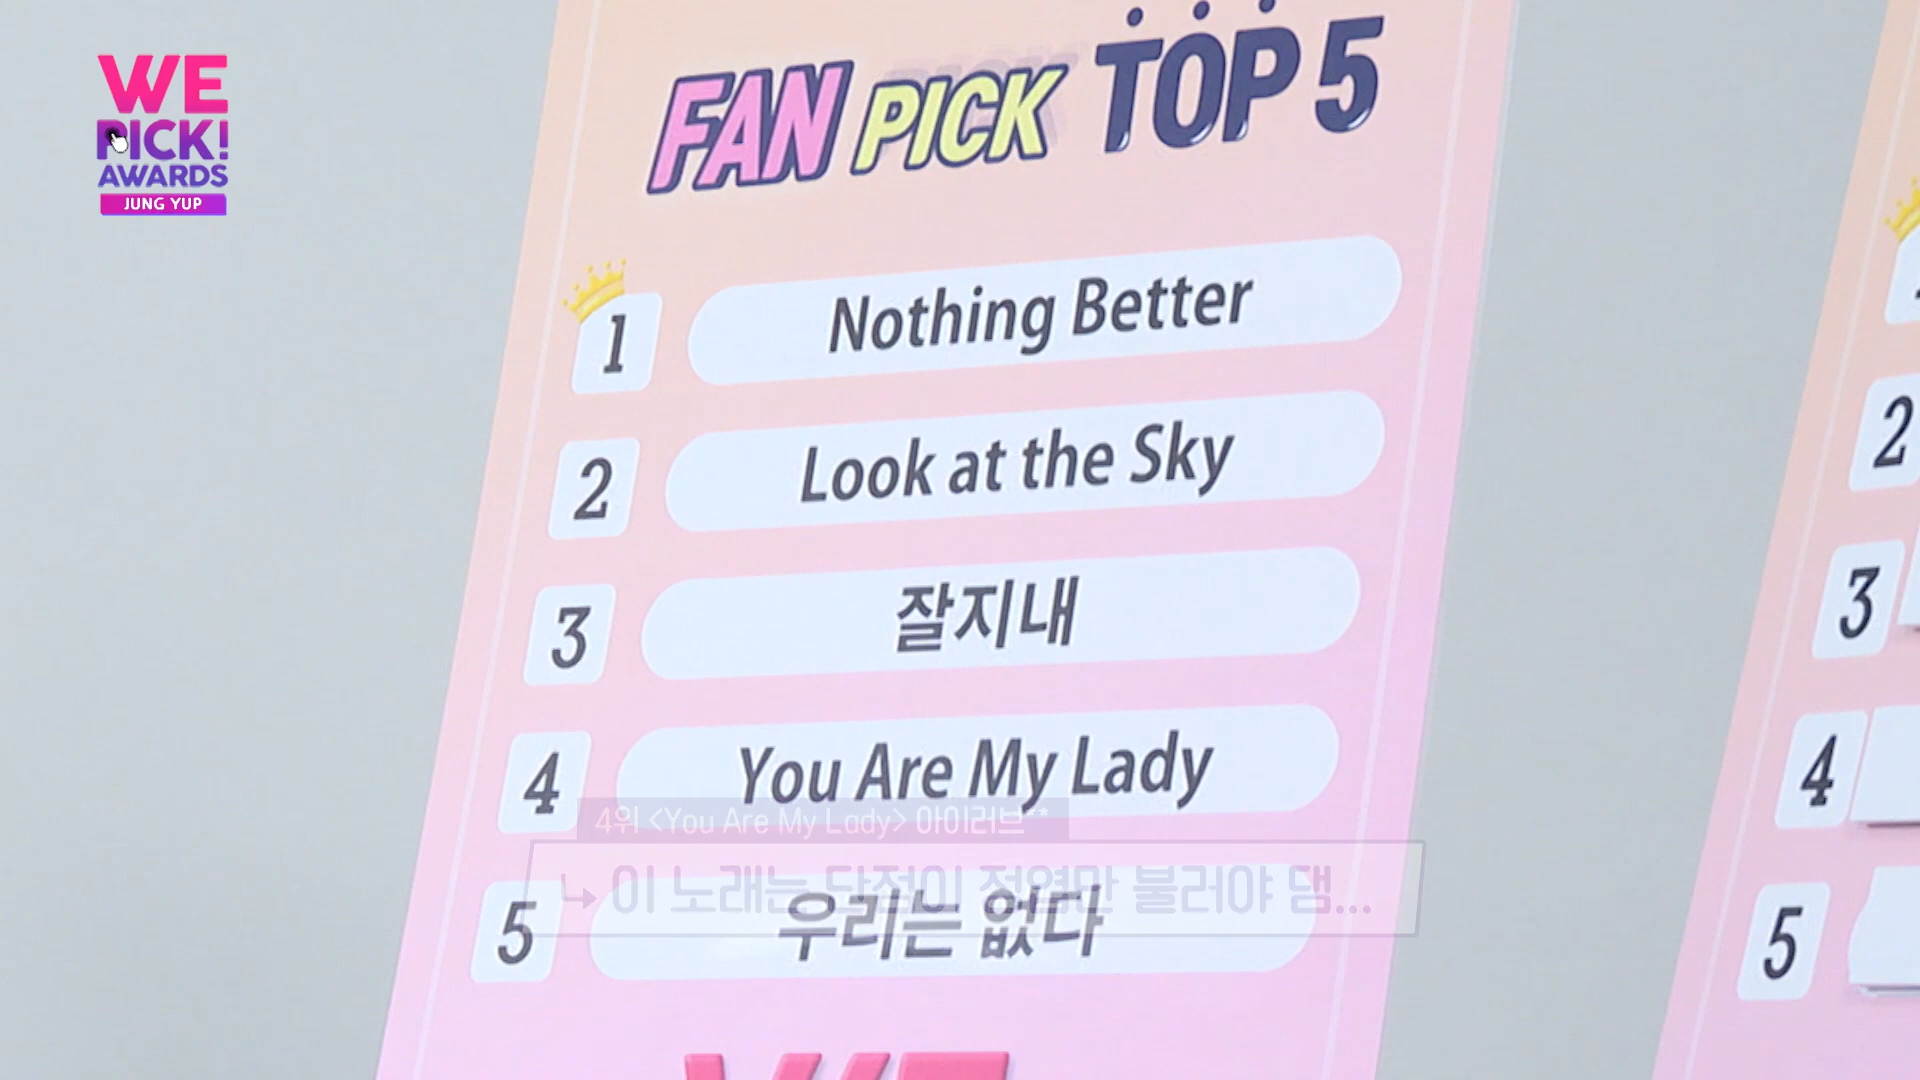 WE
PICK!
AWARDS
JUNG YUP
FAN PICK TOP 5
1 Nothing Better
2 Look at the Sky
3 잘지내
4 You Are My Lady
4위 <You Are My Lady> 아이러브**
↳ 이 노래는 단점이 정엽만 불러야 댐...
5 우리는 없다
WE
2
3
4
5